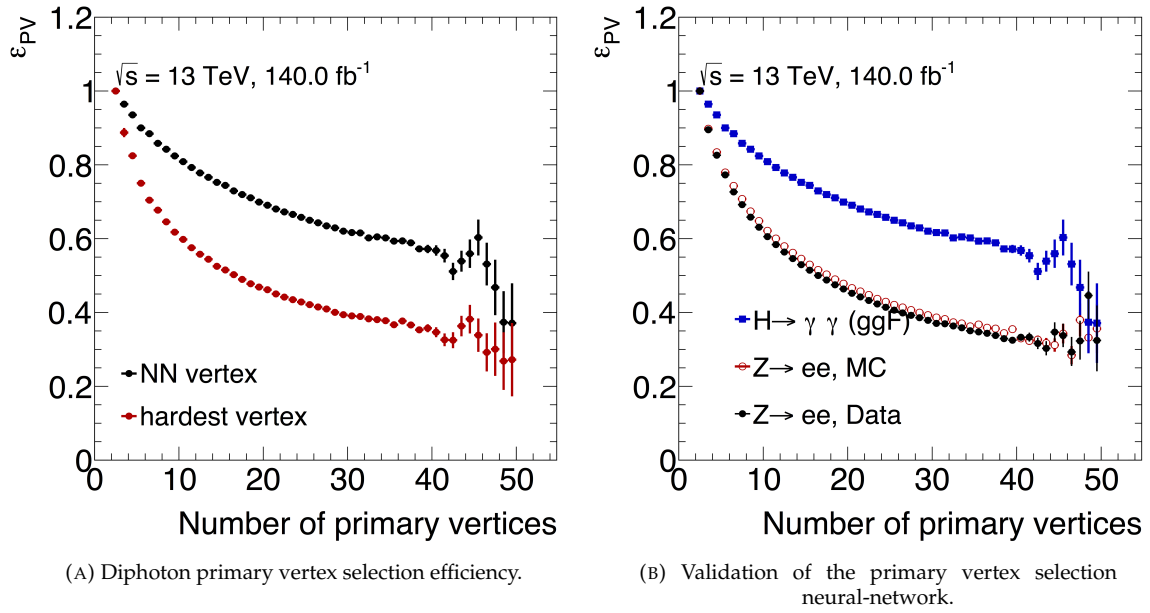 ε_PV
1.2
1
0.8
0.6
0.4
0.2
0
√s = 13 TeV, 140.0 fb⁻¹
NN vertex
hardest vertex
0 10 20 30 40 50
Number of primary vertices
(A) Diphoton primary vertex selection efficiency.
ε_PV
1.2
1
0.8
0.6
0.4
0.2
0
√s = 13 TeV, 140.0 fb⁻¹
H→ γ γ (ggF)
Z→ ee, MC
Z→ ee, Data
0 10 20 30 40 50
Number of primary vertices
(B) Validation of the primary vertex selection
neural-network.